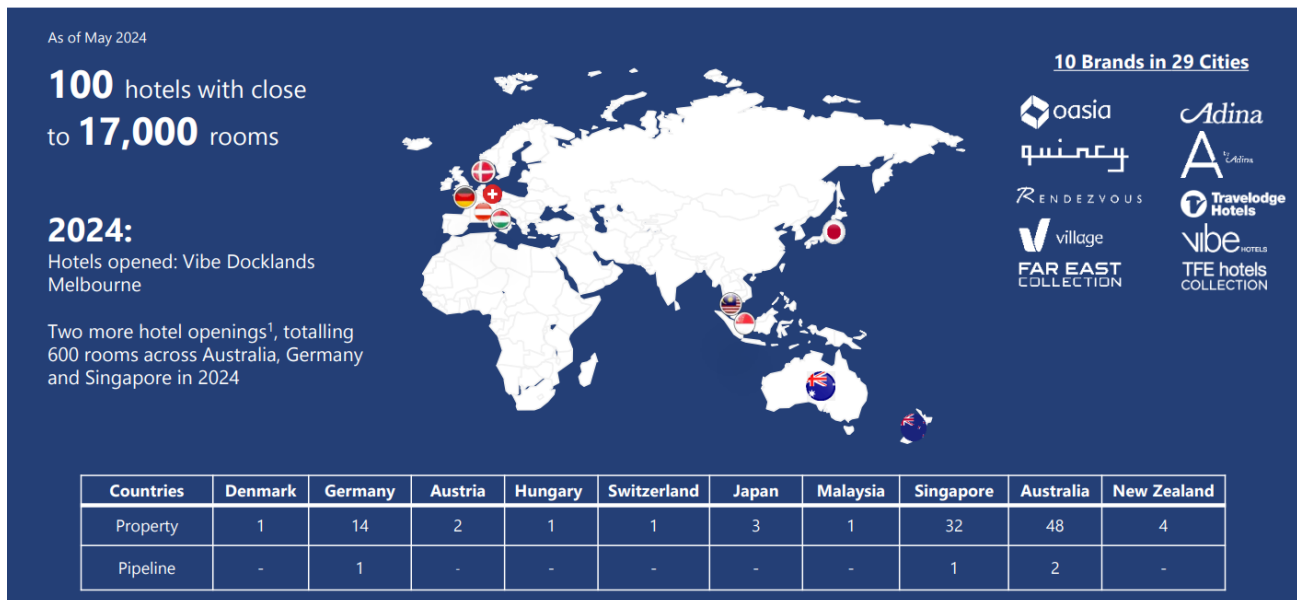 As of May 2024
100 hotels with close
to 17,000 rooms
2024:
Hotels opened: Vibe Docklands
Melbourne
Two more hotel openings1, totalling
600 rooms across Australia, Germany
and Singapore in 2024
10 Brands in 29 Cities
oasia Adina
quincy A by Adina
RENDEZVOUS Travelodge Hotels
village vibe HOTELS
FAR EAST COLLECTION TFE hotels COLLECTION
Countries Denmark Germany Austria Hungary Switzerland Japan Malaysia Singapore Australia New Zealand
Property 1 14 2 1 1 3 1 32 48 4
Pipeline - 1 - - - - - 1 2 -